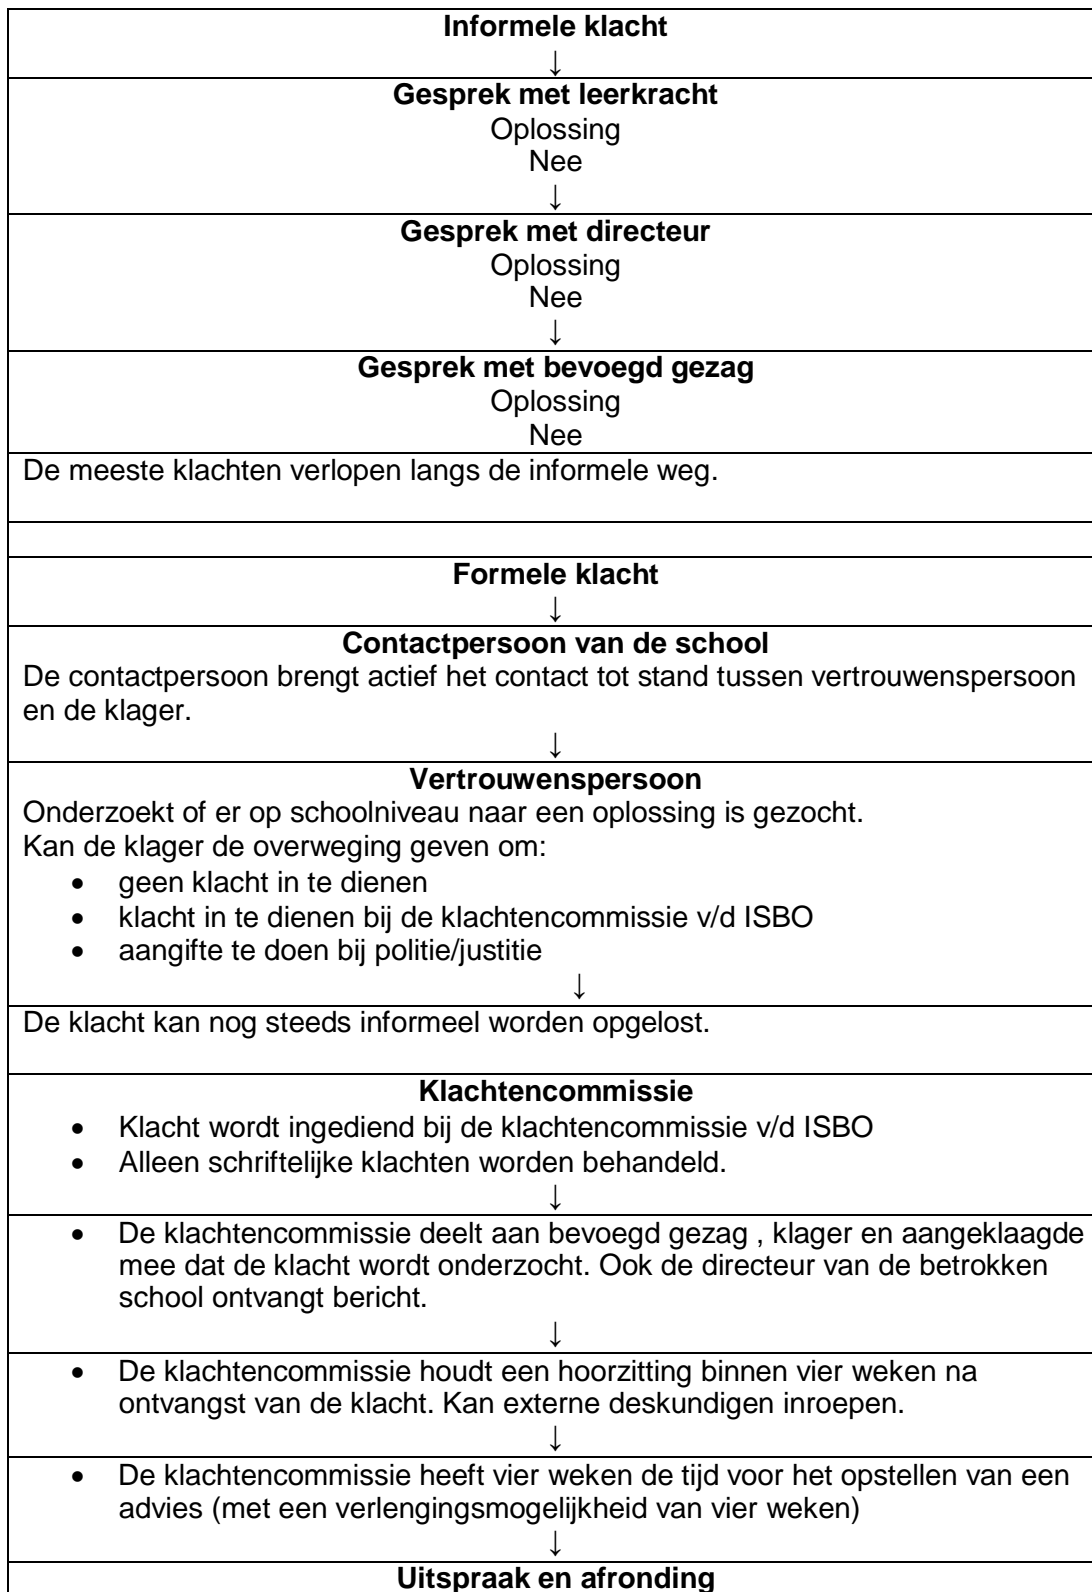 Informele klacht
↓
Gesprek met leerkracht
Oplossing
Nee
↓
Gesprek met directeur
Oplossing
Nee
↓
Gesprek met bevoegd gezag
Oplossing
Nee
De meeste klachten verlopen langs de informele weg.
Formele klacht
↓
Contactpersoon van de school
De contactpersoon brengt actief het contact tot stand tussen vertrouwenspersoon
en de klager.
↓
Vertrouwenspersoon
Onderzoekt of er op schoolniveau naar een oplossing is gezocht.
Kan de klager de overweging geven om:
• geen klacht in te dienen
• klacht in te dienen bij de klachtencommissie v/d ISBO
• aangifte te doen bij politie/justitie
↓
De klacht kan nog steeds informeel worden opgelost.
Klachtencommissie
• Klacht wordt ingediend bij de klachtencommissie v/d ISBO
• Alleen schriftelijke klachten worden behandeld.
↓
• De klachtencommissie deelt aan bevoegd gezag , klager en aangeklaagde
mee dat de klacht wordt onderzocht. Ook de directeur van de betrokken
school ontvangt bericht.
↓
• De klachtencommissie houdt een hoorzitting binnen vier weken na
ontvangst van de klacht. Kan externe deskundigen inroepen.
↓
• De klachtencommissie heeft vier weken de tijd voor het opstellen van een
advies (met een verlengingsmogelijkheid van vier weken)
↓
Uitspraak en afronding